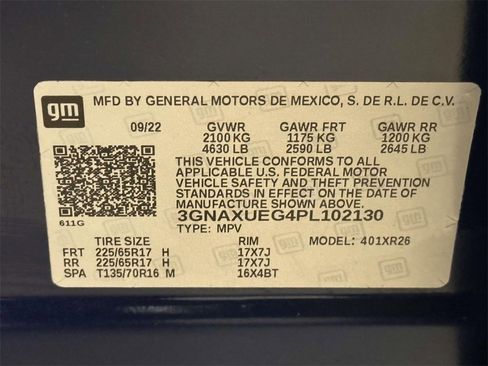 gm MFD BY GENERAL MOTORS DE MEXICO, S. DE R.L. DE C.V.
09/22 GVWR GAWR FRT GAWR RR
2100 KG 1175 KG 1200 KG
4630 LB 2590 LB 2645 LB
THIS VEHICLE CONFORMS TO ALL
APPLICABLE U.S. FEDERAL MOTOR
VEHICLE SAFETY AND THEFT PREVENTION
STANDARDS IN EFFECT ON THE DATE OF
MANUFACTURE SHOWN ABOVE.
3GNAXUEG4PL102130
611G TYPE: MPV
TIRE SIZE RIM MODEL: 401XR26
FRT 225/65R17 H 17X7J
RR 225/65R17 H 17X7J
SPA T135/70R16 M 16X4BT